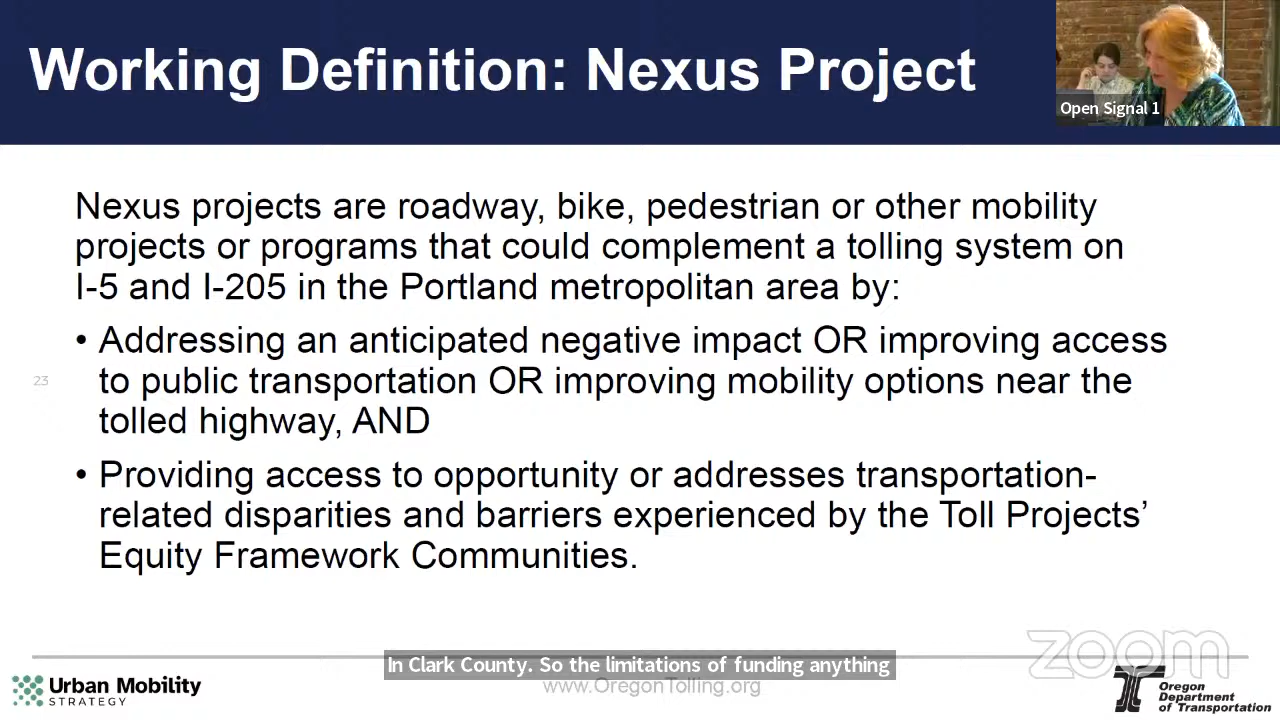 Working Definition: Nexus Project
Open Signal 1
Nexus projects are roadway, bike, pedestrian or other mobility
projects or programs that could complement a tolling system on
I-5 and I-205 in the Portland metropolitan area by:
• Addressing an anticipated negative impact OR improving access
to public transportation OR improving mobility options near the
tolled highway, AND
23
• Providing access to opportunity or addresses transportation-
related disparities and barriers experienced by the Toll Projects’
Equity Framework Communities.
zoom
In Clark County. So the limitations of funding anything
www.OregonTolling.org
Urban Mobility
STRATEGY
Oregon
Department
of Transportation